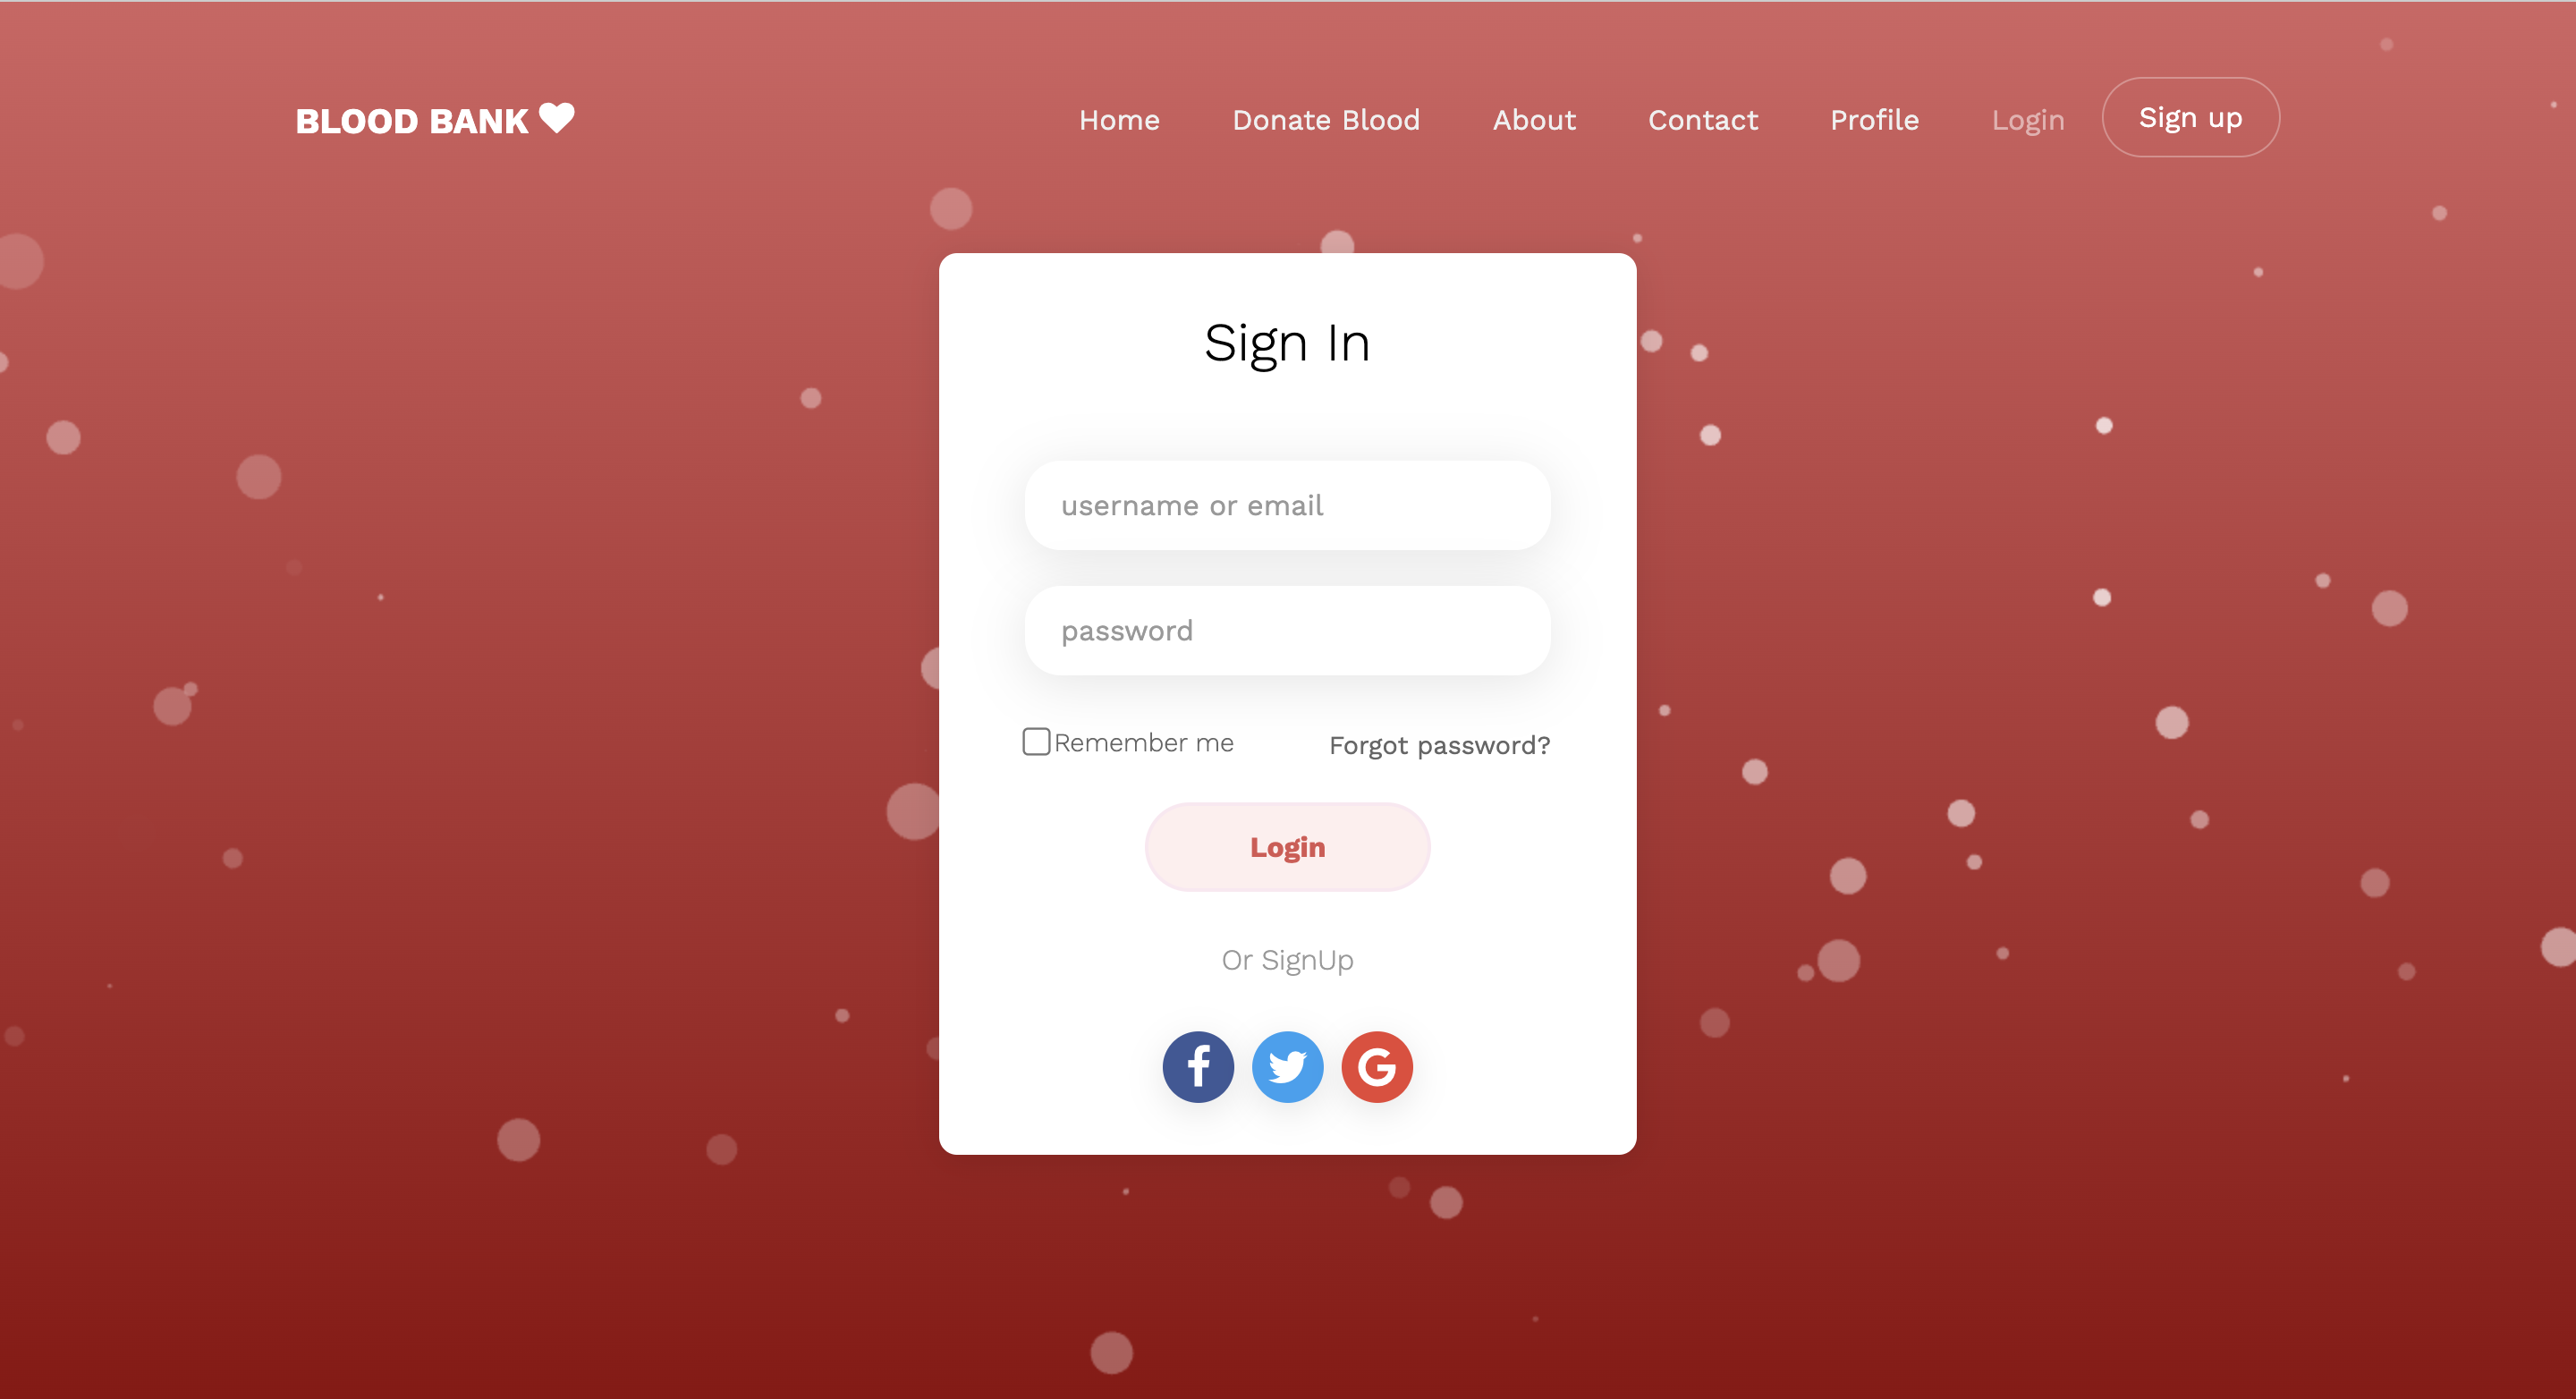 BLOOD BANK
Home Donate Blood About Contact Profile Login Sign up
Sign In
username or email
password
Remember me Forgot password?
Login
Or SignUp